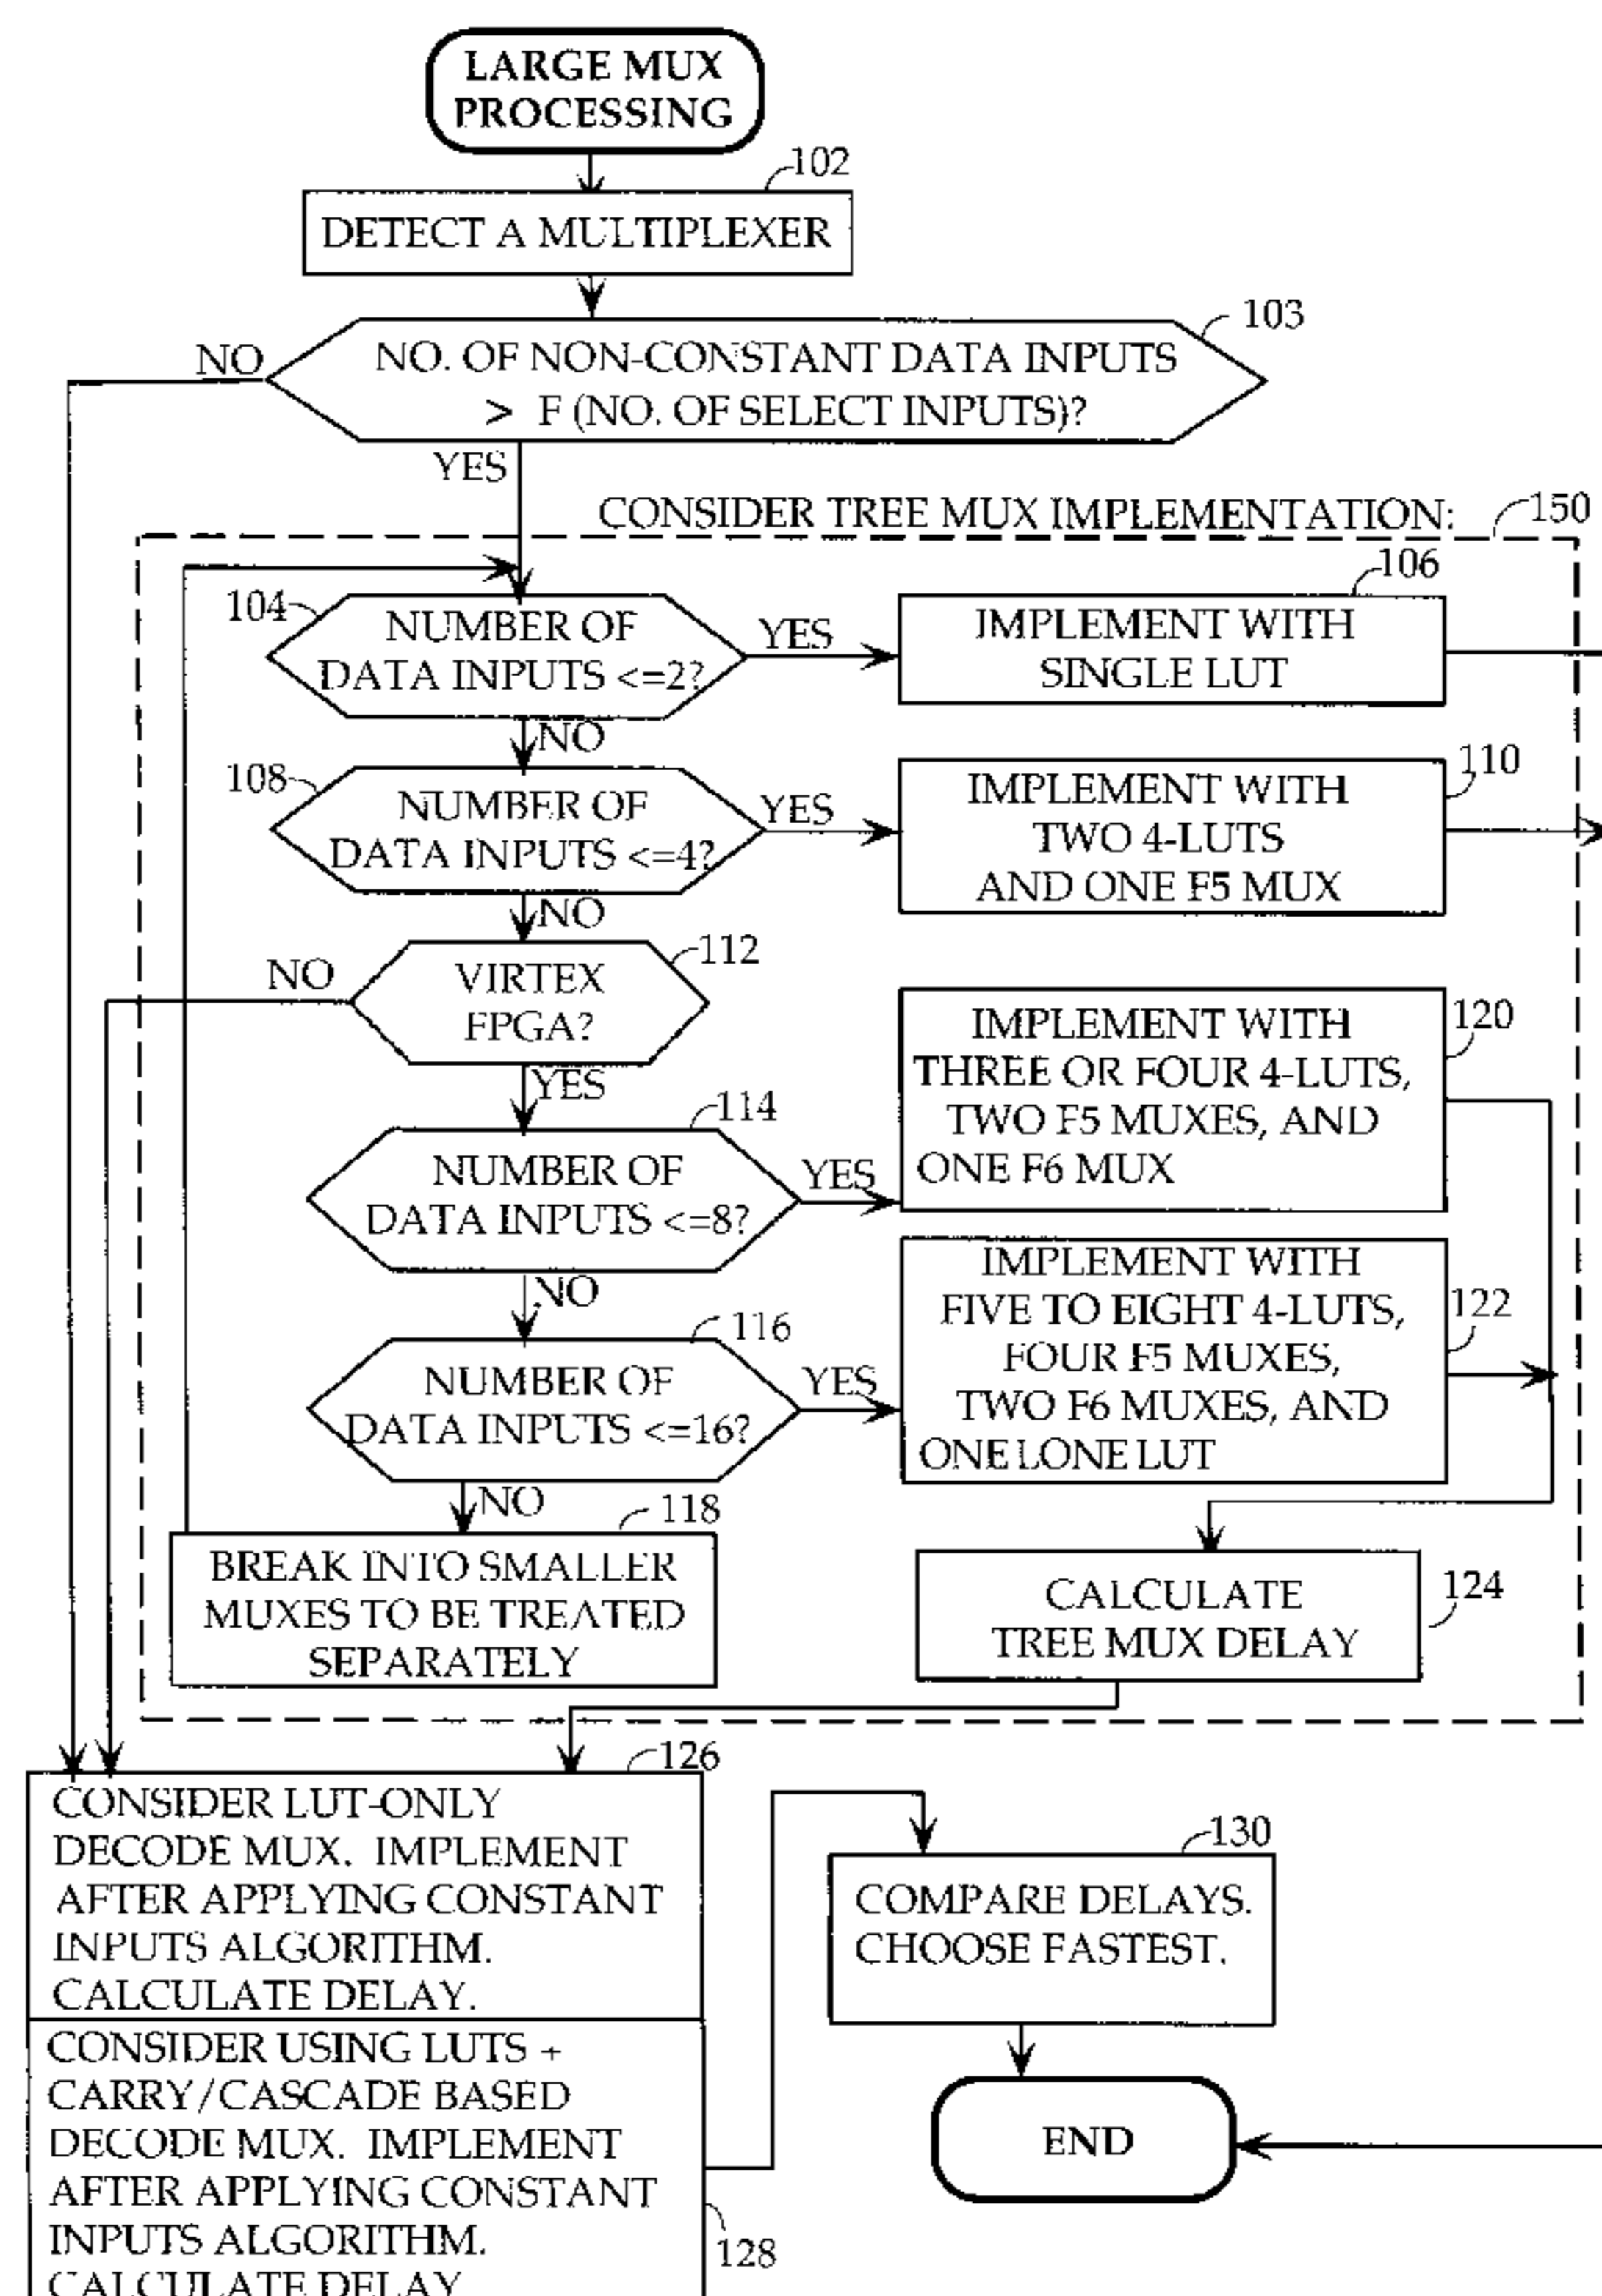 LARGE MUX
PROCESSING
102
DETECT A MULTIPLEXER
103
NO
NO. OF NON-CONSTANT DATA INPUTS
> F (NO. OF SELECT INPUTS)?
YES
CONSIDER TREE MUX IMPLEMENTATION:
150
104
NUMBER OF
DATA INPUTS <=2?
YES
106
IMPLEMENT WITH
SINGLE LUT
NO
108
NUMBER OF
DATA INPUTS <=4?
YES
110
IMPLEMENT WITH
TWO 4-LUTS
AND ONE F5 MUX
NO
NO
112
VIRTEX
FPGA?
YES
114
NUMBER OF
DATA INPUTS <=8?
YES
120
IMPLEMENT WITH
THREE OR FOUR 4-LUTS,
TWO F5 MUXES, AND
ONE F6 MUX
NO
116
NUMBER OF
DATA INPUTS <=16?
YES
122
IMPLEMENT WITH
FIVE TO EIGHT 4-LUTS,
FOUR F5 MUXES,
TWO F6 MUXES, AND
ONE LONE LUT
NO
118
BREAK INTO SMALLER
MUXES TO BE TREATED
SEPARATELY
124
CALCULATE
TREE MUX DELAY
126
CONSIDER LUT-ONLY
DECODE MUX. IMPLEMENT
AFTER APPLYING CONSTANT
INPUTS ALGORITHM.
CALCULATE DELAY.
CONSIDER USING LUTS +
CARRY/CASCADE BASED
DECODE MUX. IMPLEMENT
AFTER APPLYING CONSTANT
INPUTS ALGORITHM.
CALCULATE DELAY
128
130
COMPARE DELAYS.
CHOOSE FASTEST.
END